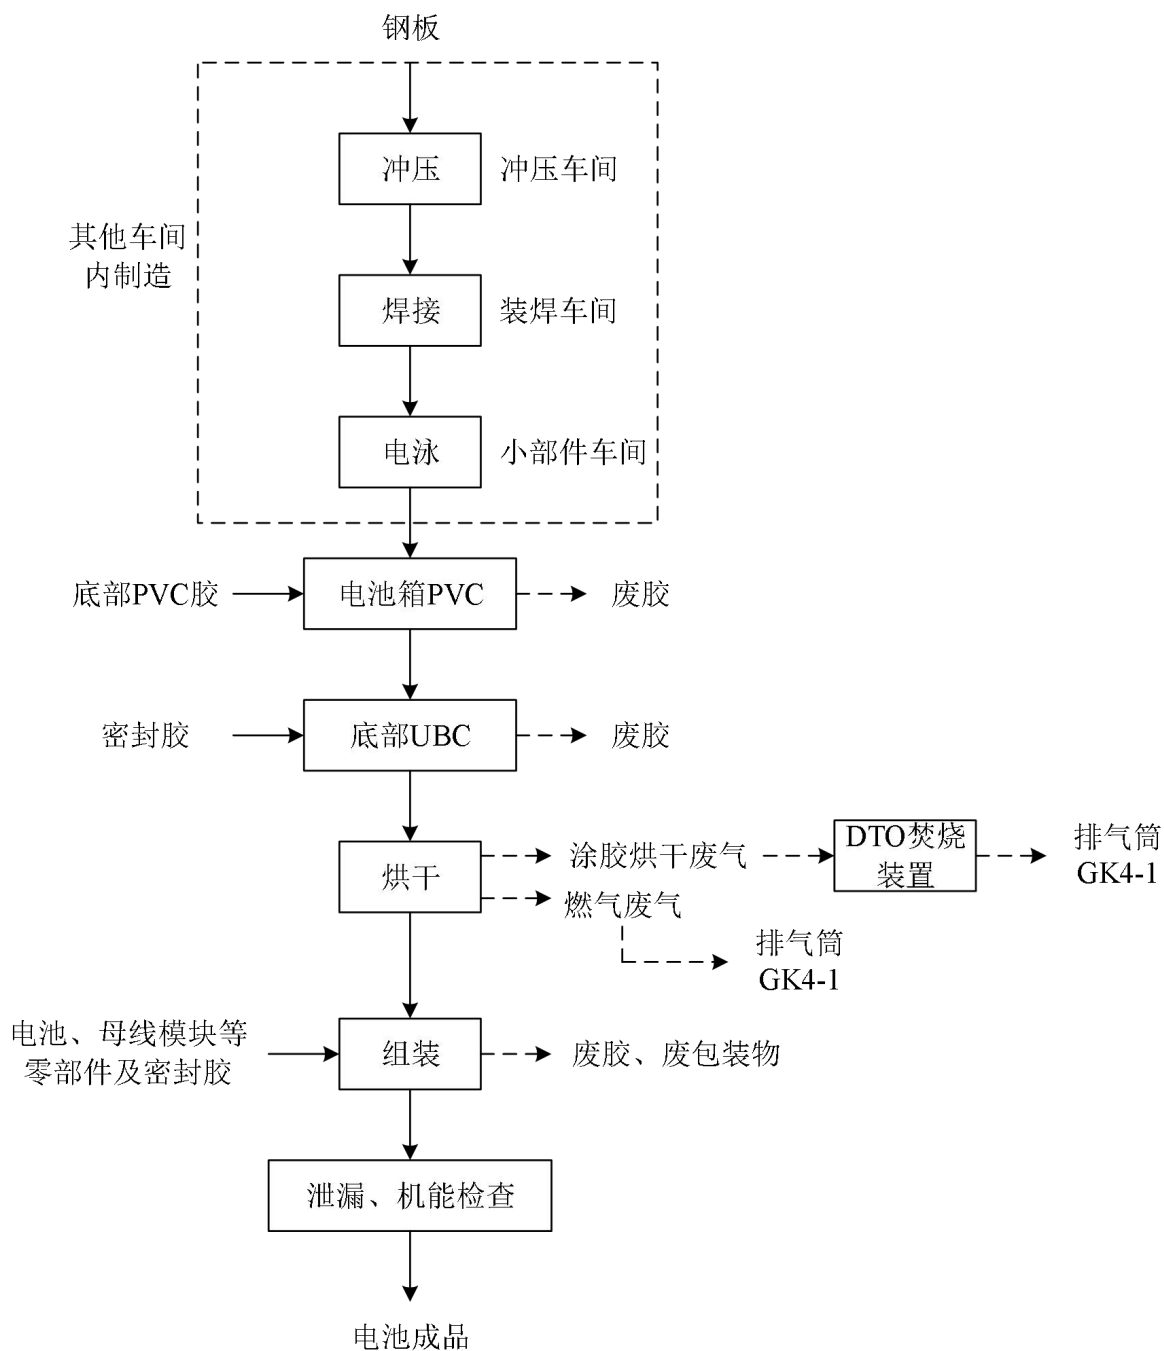 钢板
冲压
冲压车间
其他车间
内制造
焊接
装焊车间
电泳
小部件车间
底部PVC胶
电池箱PVC
废胶
密封胶
底部UBC
废胶
烘干
涂胶烘干废气
DTO焚烧
装置
排气筒
GK4-1
燃气废气
排气筒
GK4-1
电池、母线模块等
零部件及密封胶
组装
废胶、废包装物
泄漏、机能检查
电池成品